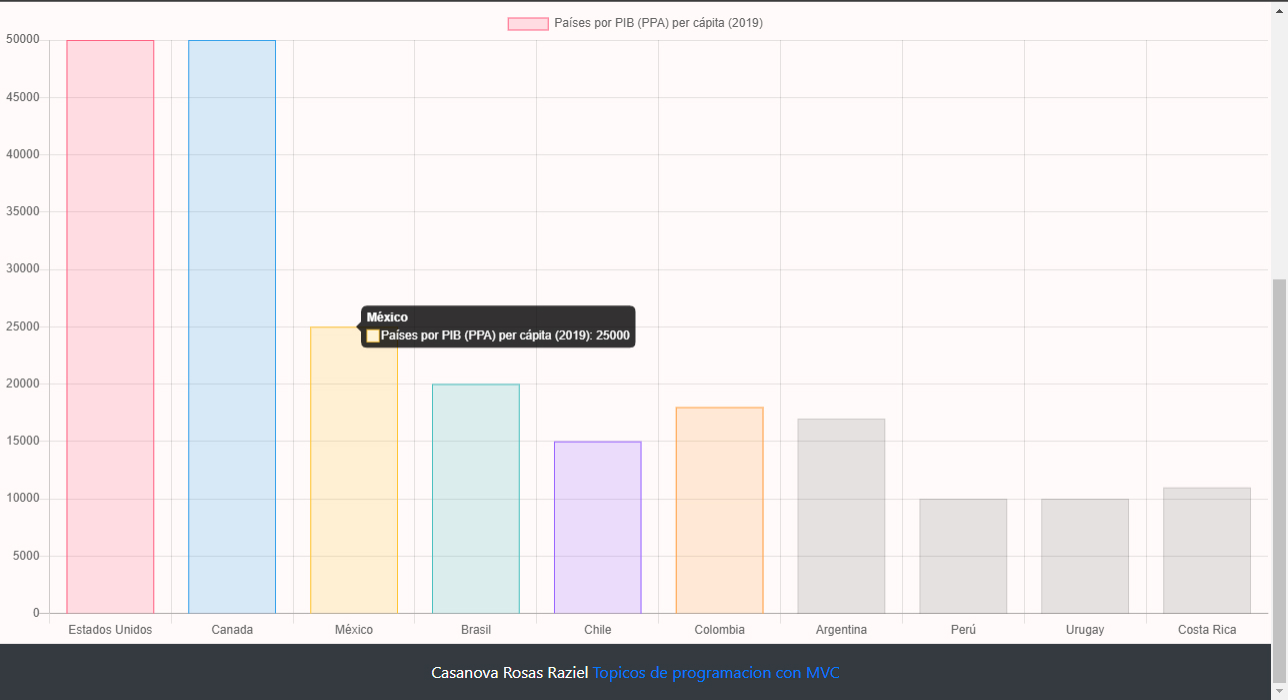 Países por PIB (PPA) per cápita (2019)
50000
45000
40000
35000
30000
25000
20000
15000
10000
5000
0
México
Países por PIB (PPA) per cápita (2019): 25000
Estados Unidos Canada México Brasil Chile Colombia Argentina Perú Urugay Costa Rica
Casanova Rosas Raziel Topicos de programacion con MVC